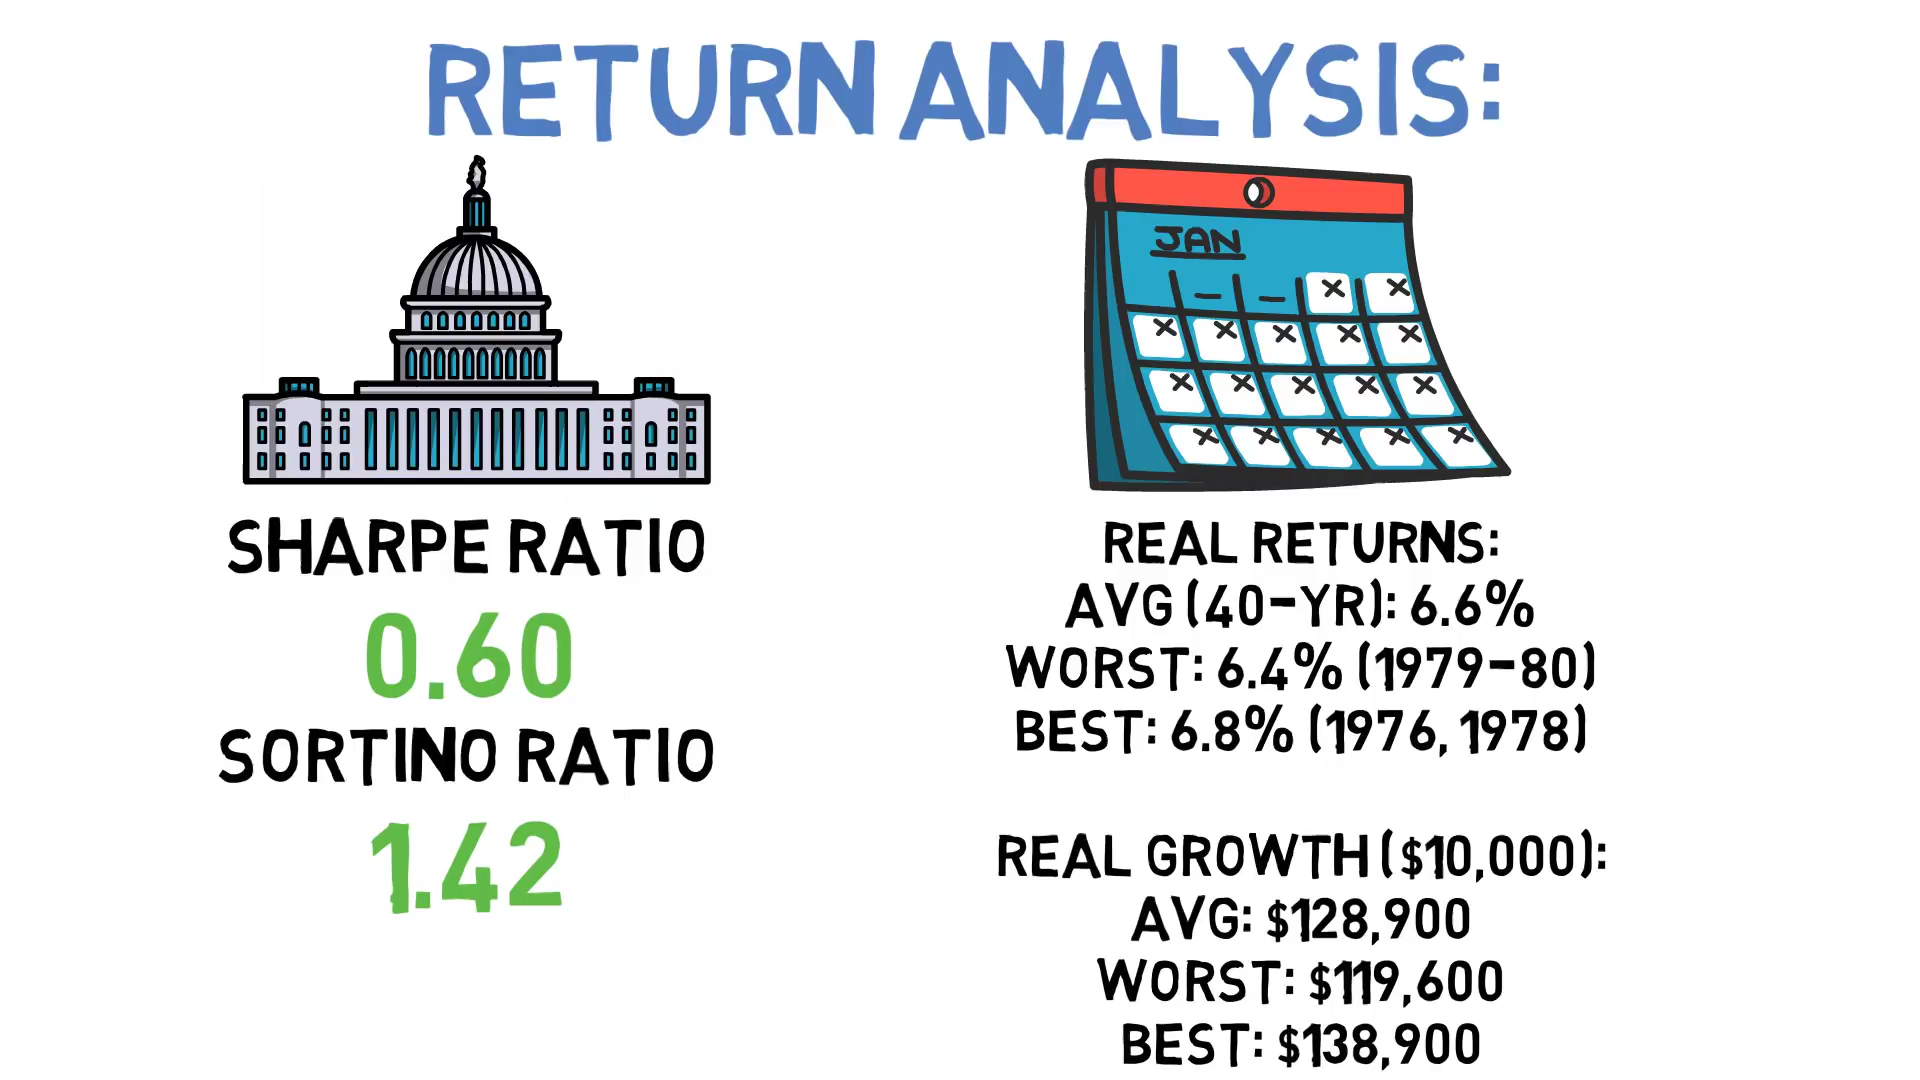 RETURN ANALYSIS:
JAN
SHARPE RATIO
0.60
SORTINO RATIO
1.42
REAL RETURNS:
AVG (40-YR): 6.6%
WORST: 6.4% (1979-80)
BEST: 6.8% (1976, 1978)
REAL GROWTH ($10,000):
AVG: $128,900
WORST: $119,600
BEST: $138,900